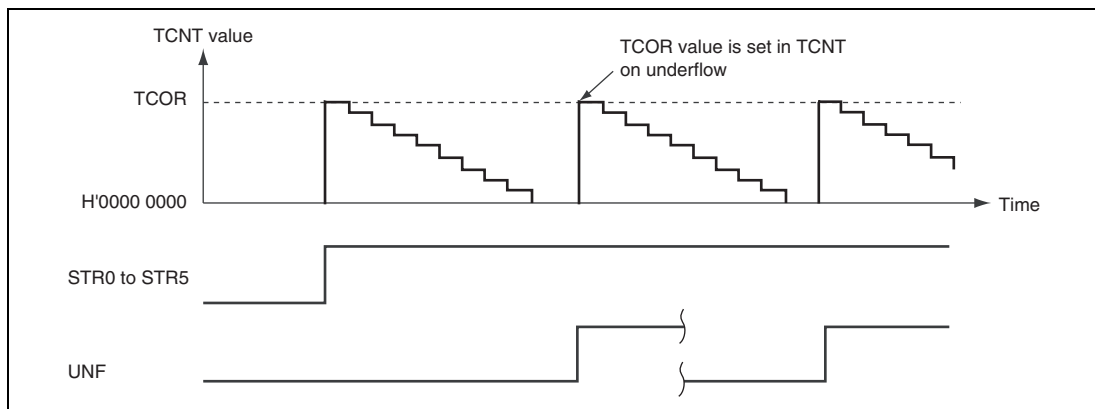 TCNT value
TCOR value is set in TCNT
on underflow
TCOR
H'0000 0000
Time
STR0 to STR5
UNF